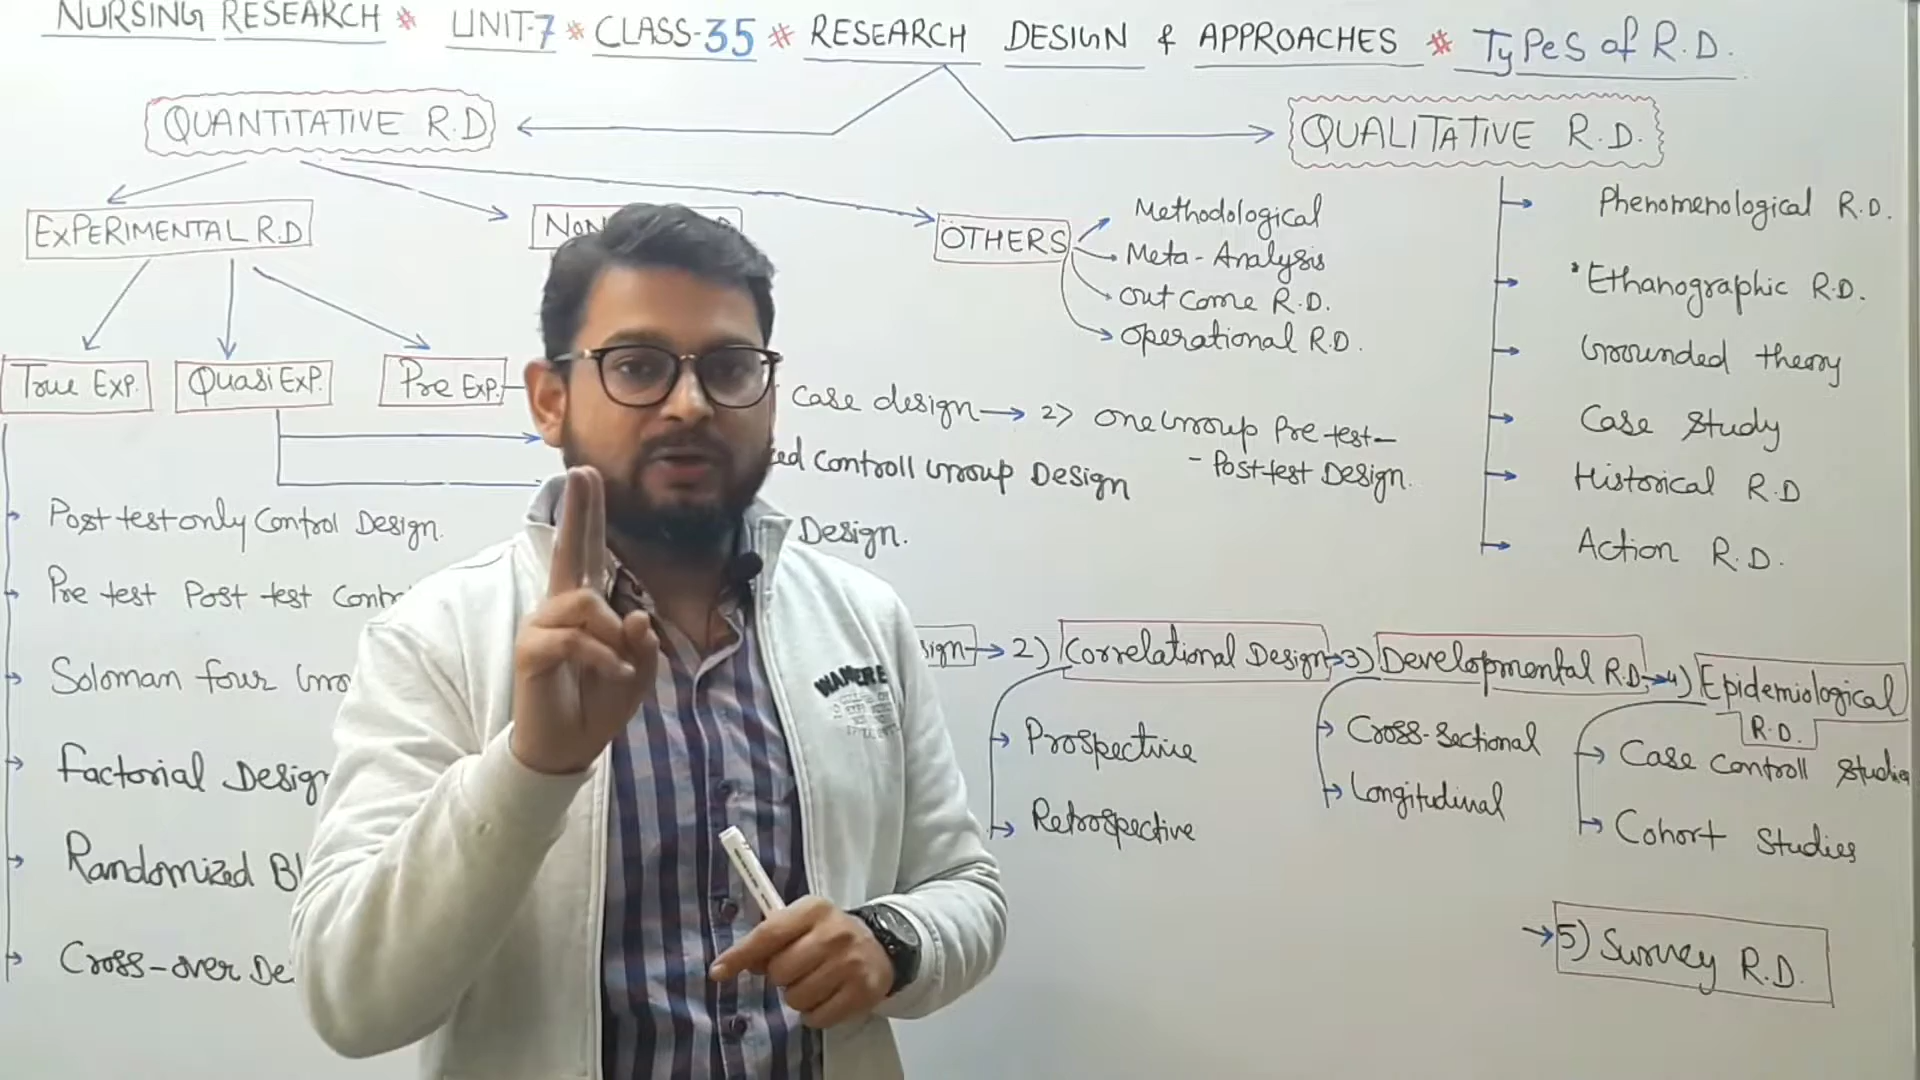 NURSING RESEARCH * UNIT-7 * CLASS-35 * RESEARCH DESIGN & APPROACHES * TyPeS of R.D.
QUANTITATIVE R.D
QUALITATIVE R.D.
ExPERIMENTAL R.D
OTHERS
Methodological
Meta-Analysis
Out Come R.D.
Operational R.D.
True Exp.
Quasi Exp.
Pre Exp.
Case design → 2> One Group Pre test-
- Post test Design.
Controll Group Design
Design.
Post test only Control Design.
Pre test Post test
Soloman four
Factorial Design
Randomized
Cross-over
2) Correlational Design
Prospective
Retrospective
3) Developmental R.D
Cross-Sectional
Longitudinal
4) Epidemiological
R.D.
Case Controll Studies
Cohort Studies
5) Survey R.D.
Phenomenological R.D.
Ethanographic R.D.
Grounded theory
Case Study
Historical R.D
Action R.D.